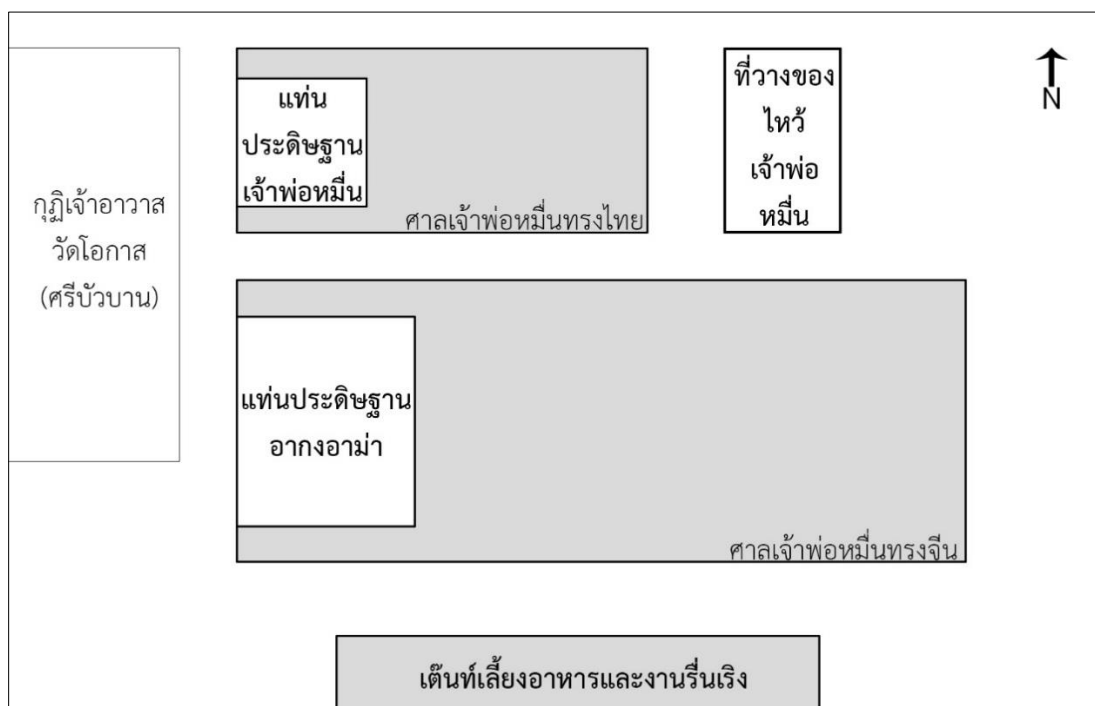 แท่น
ประดิษฐาน
เจ้าพ่อหมื่น
ศาลเจ้าพ่อหมื่นทรงไทย
ที่วางของ
ไหว้
เจ้าพ่อ
หมื่น
N
กุฏิเจ้าอาวาส
วัดโอกาส
(ศรีบัวบาน)
แท่นประดิษฐาน
อากงอาม่า
ศาลเจ้าพ่อหมื่นทรงจีน
เต๊นท์เลี้ยงอาหารและงานรื่นเริง